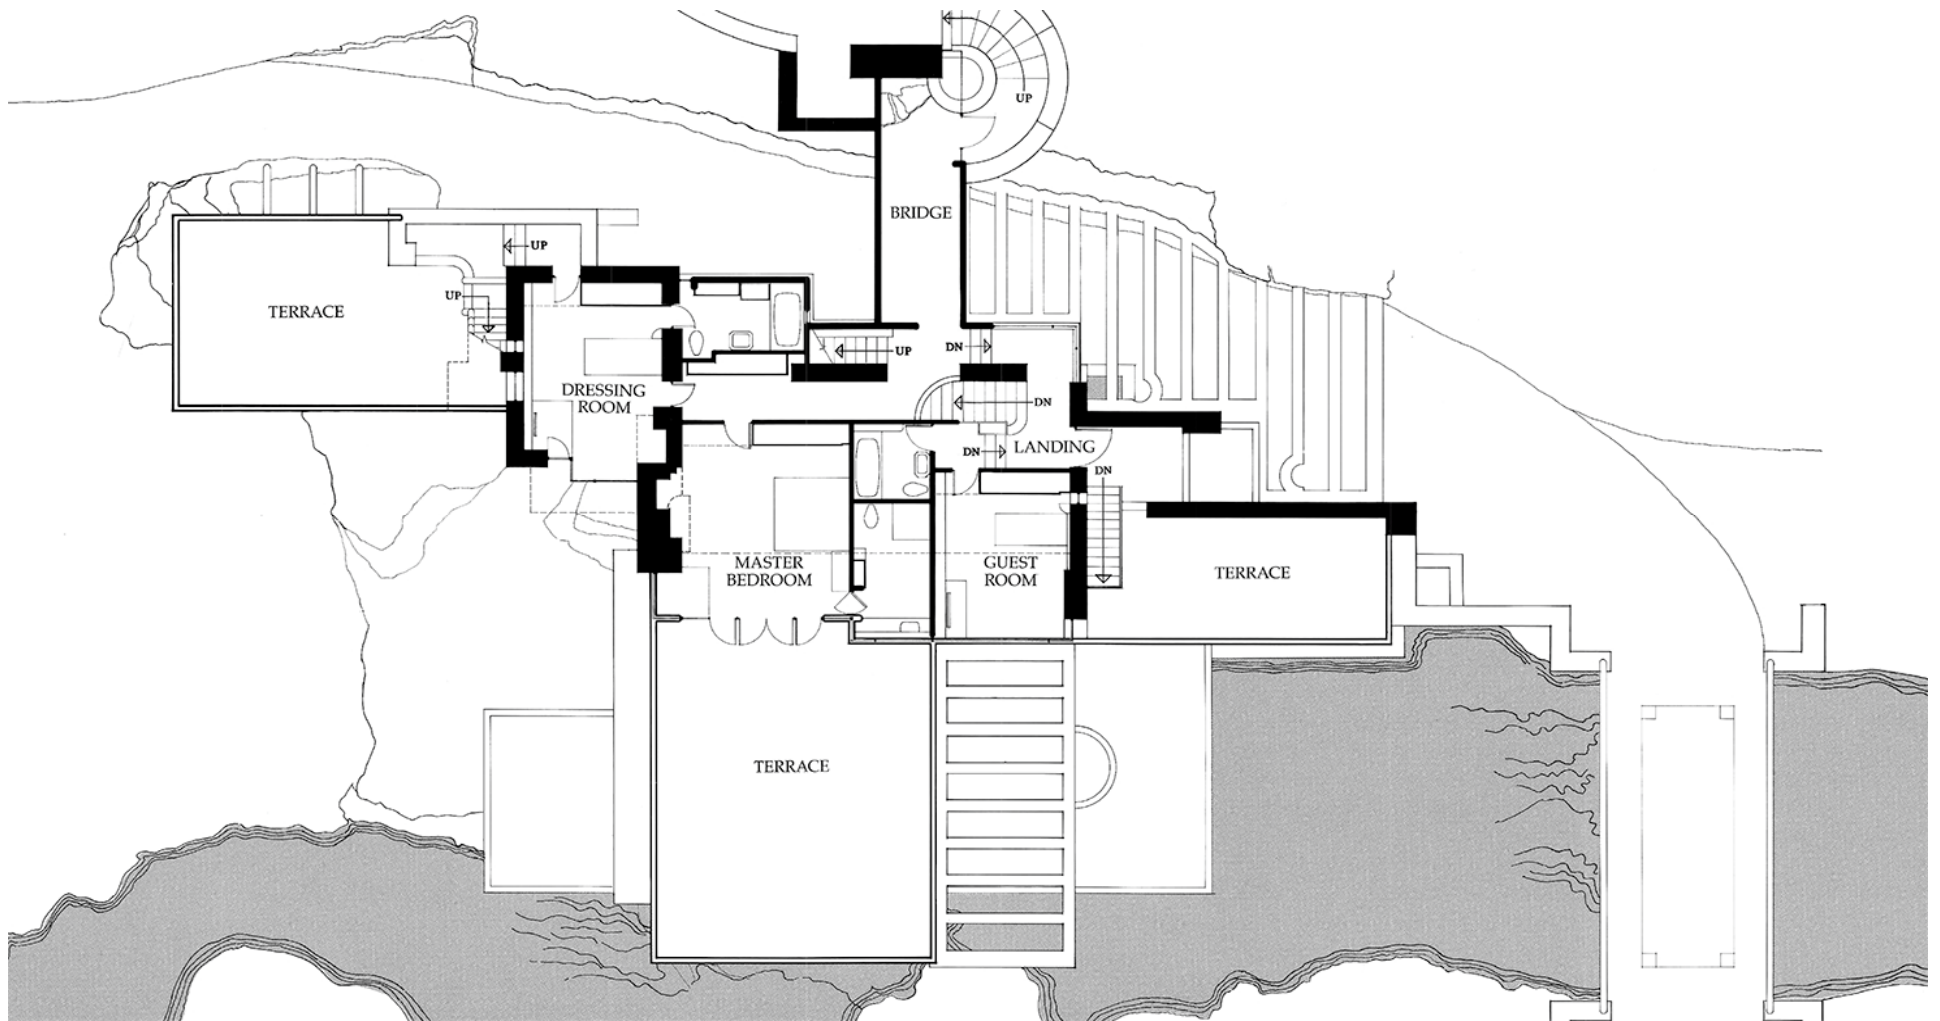 UP
BRIDGE
UP
UP
TERRACE
UP
DN
DRESSING
ROOM
DN
LANDING
DN
DN
MASTER
BEDROOM
GUEST
ROOM
TERRACE
TERRACE